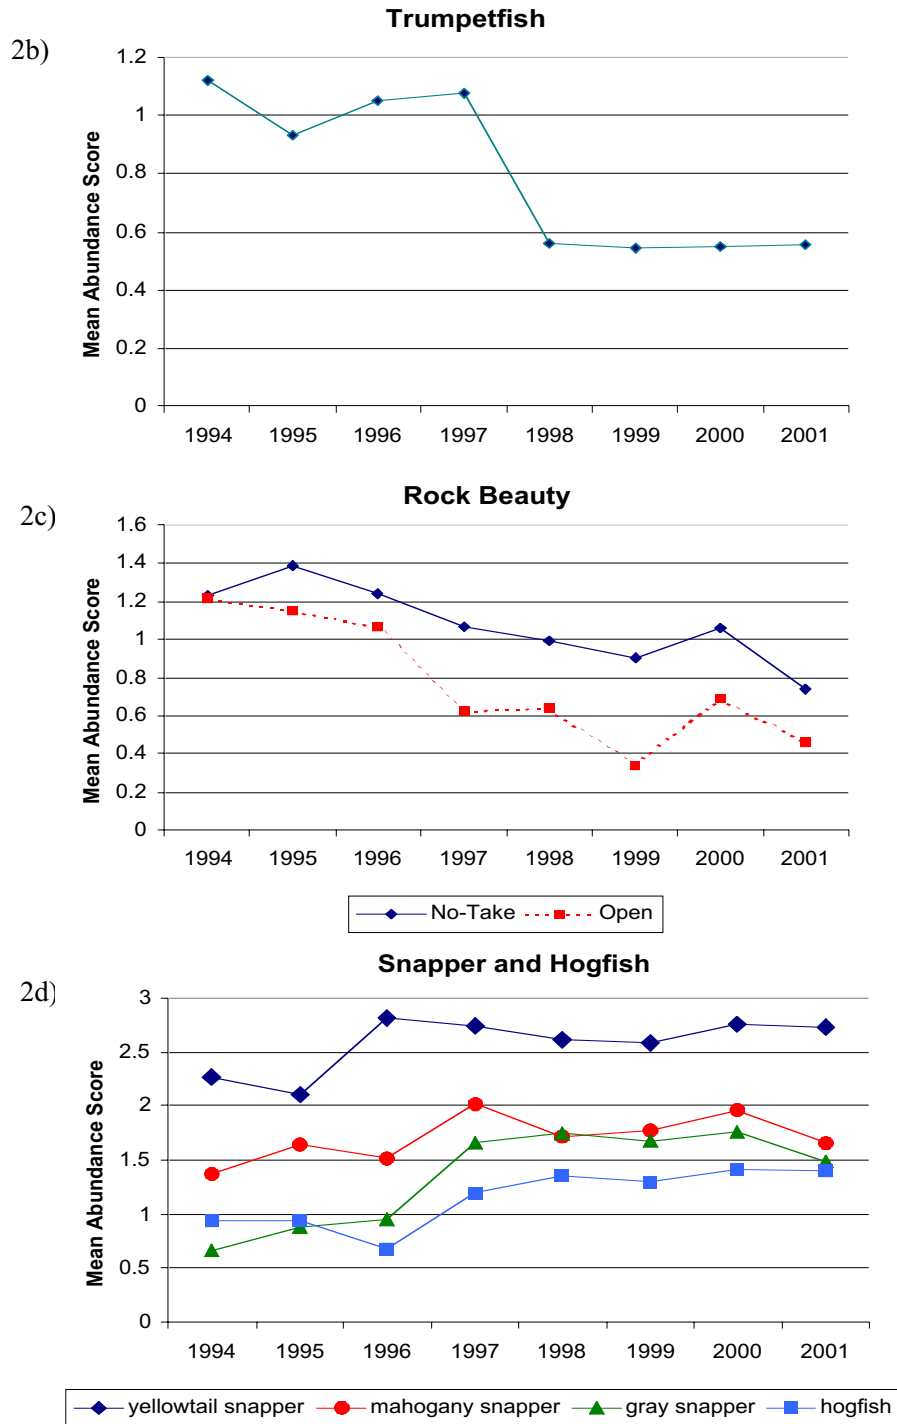 Trumpetfish
2b)
Mean Abundance Score
1.2
1
0.8
0.6
0.4
0.2
0
1994 1995 1996 1997 1998 1999 2000 2001
Rock Beauty
2c)
Mean Abundance Score
1.6
1.4
1.2
1
0.8
0.6
0.4
0.2
0
1994 1995 1996 1997 1998 1999 2000 2001
No-Take Open
Snapper and Hogfish
2d)
Mean Abundance Score
3
2.5
2
1.5
1
0.5
0
1994 1995 1996 1997 1998 1999 2000 2001
yellowtail snapper mahogany snapper gray snapper hogfish